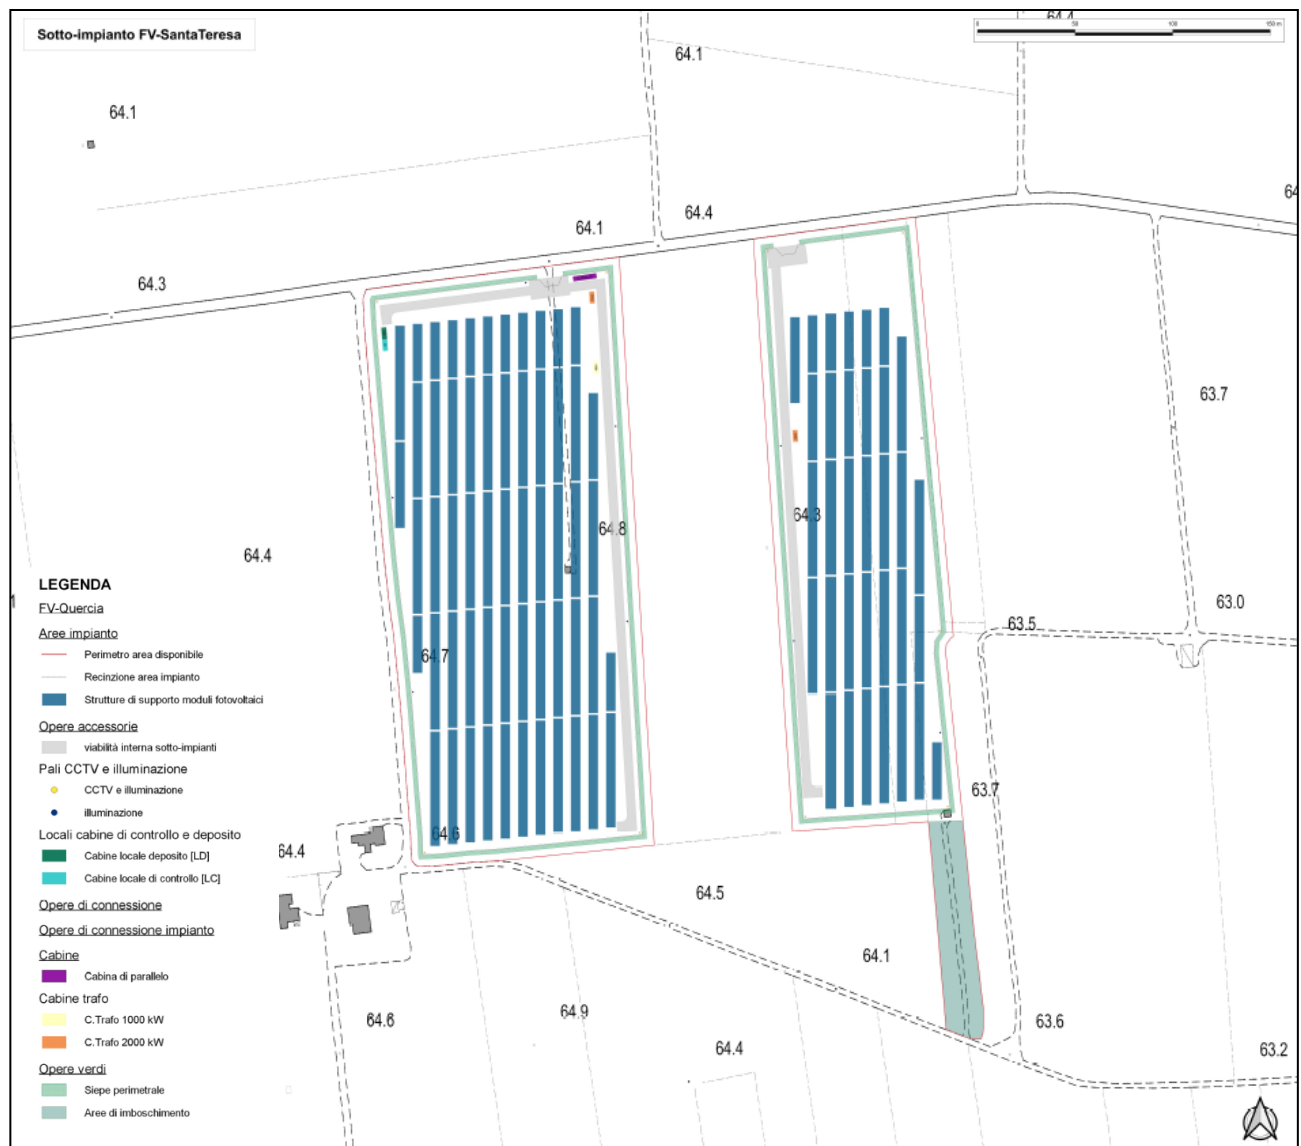 Sotto-impianto FV-SantaTeresa
0 50 100 150 m
64.4
64.1
64.1
64.4
64.1
64.3
63.7
64.8
64.3
64.4
LEGENDA
FV-Quercia
63.0
63.5
Aree impianto
Perimetro area disponibile
64.7
Recinzione area impianto
Strutture di supporto moduli fotovoltaici
Opere accessorie
viabilità interna sotto-impianti
Pali CCTV e illuminazione
CCTV e illuminazione
63.7
illuminazione
Locali cabine di controllo e deposito
64.6
Cabine locale deposito [LD]
64.4
Cabine locale di controllo [LC]
64.5
Opere di connessione
Opere di connessione impianto
Cabine
64.1
Cabina di parallelo
Cabine trafo
C.Trafo 1000 kW
64.6
64.9
63.6
C.Trafo 2000 kW
64.4
63.2
Opere verdi
Siepe perimetrale
Aree di imboschimento